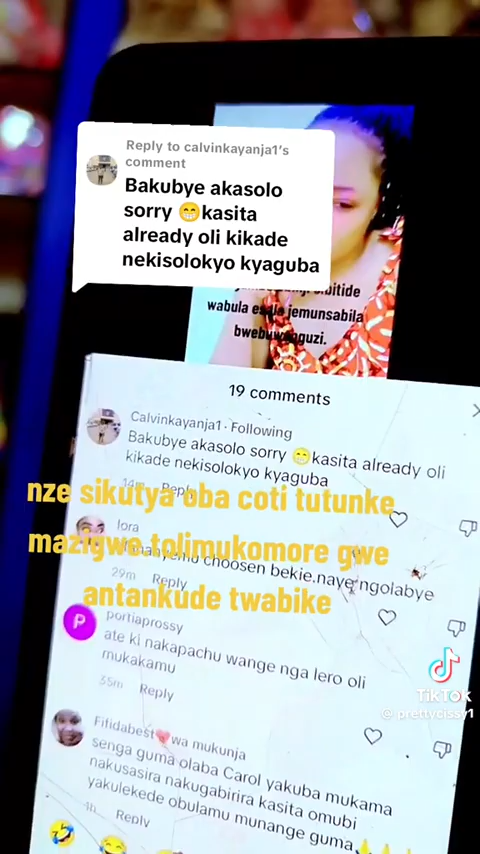 Reply to calvinkayanja1's
comment
Bakubye akasolo
sorry 😁kasita
already oli kikade
nekisolokyo kyaguba
wabula
jemunsabila
19 comments
Calvinkayanja1 · Following
Bakubye akasolo sorry 😁kasita already oli
kikade nekisolokyo kyaguba
Reply
nze sikutya oba coti tutunke
lora
choosen bekie.naye ngolabye
mazigwe.tolimukomore gwe
29m Reply
antankude twabike
P
portiaprossy
ate ki nakapachu wange nga lero oli
mukakamu
35m Reply
Fifidabest❤️wa mukunja
senga guma olaba Carol yakuba mukama
nakusasira nakugabirira kasita omubi
yakulekede obulamu munange guma
1h Reply
TikTok
@prettycissy1